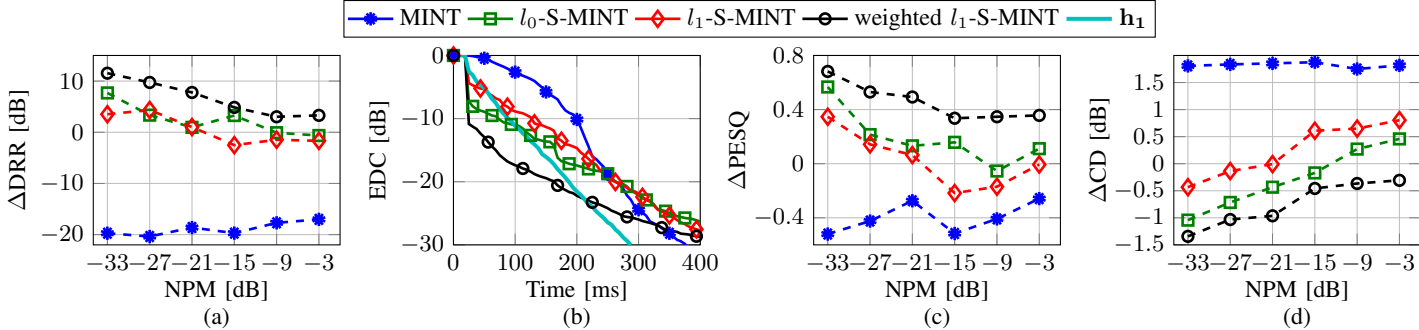 MINT l₀-S-MINT l₁-S-MINT weighted l₁-S-MINT h₁
ΔDRR [dB]
10
0
−10
−20
−33 −27 −21 −15 −9 −3
NPM [dB]
(a)
EDC [dB]
0
−10
−20
−30
0 100 200 300 400
Time [ms]
(b)
ΔPESQ
0.8
0.4
0
−0.4
−33 −27 −21 −15 −9 −3
NPM [dB]
(c)
ΔCD [dB]
1.5
1
0.5
0
−0.5
−1
−1.5
−33 −27 −21 −15 −9 −3
NPM [dB]
(d)